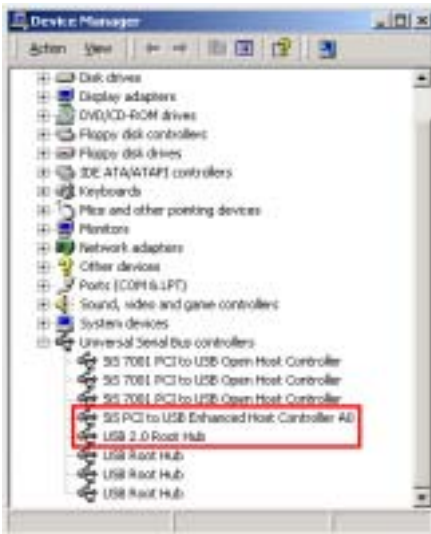 Device Manager
Action View
Disk drives
Display adapters
DVD/CD-ROM drives
Floppy disk controllers
Floppy disk drives
IDE ATA/ATAPI controllers
Keyboards
Mice and other pointing devices
Monitors
Network adapters
Other devices
Ports (COM & LPT)
Sound, video and game controllers
System devices
Universal Serial Bus controllers
SiS 7001 PCI to USB Open Host Controller
SiS 7001 PCI to USB Open Host Controller
SiS 7001 PCI to USB Open Host Controller
SiS PCI to USB Enhanced Host Controller A0
USB 2.0 Root Hub
USB Root Hub
USB Root Hub
USB Root Hub